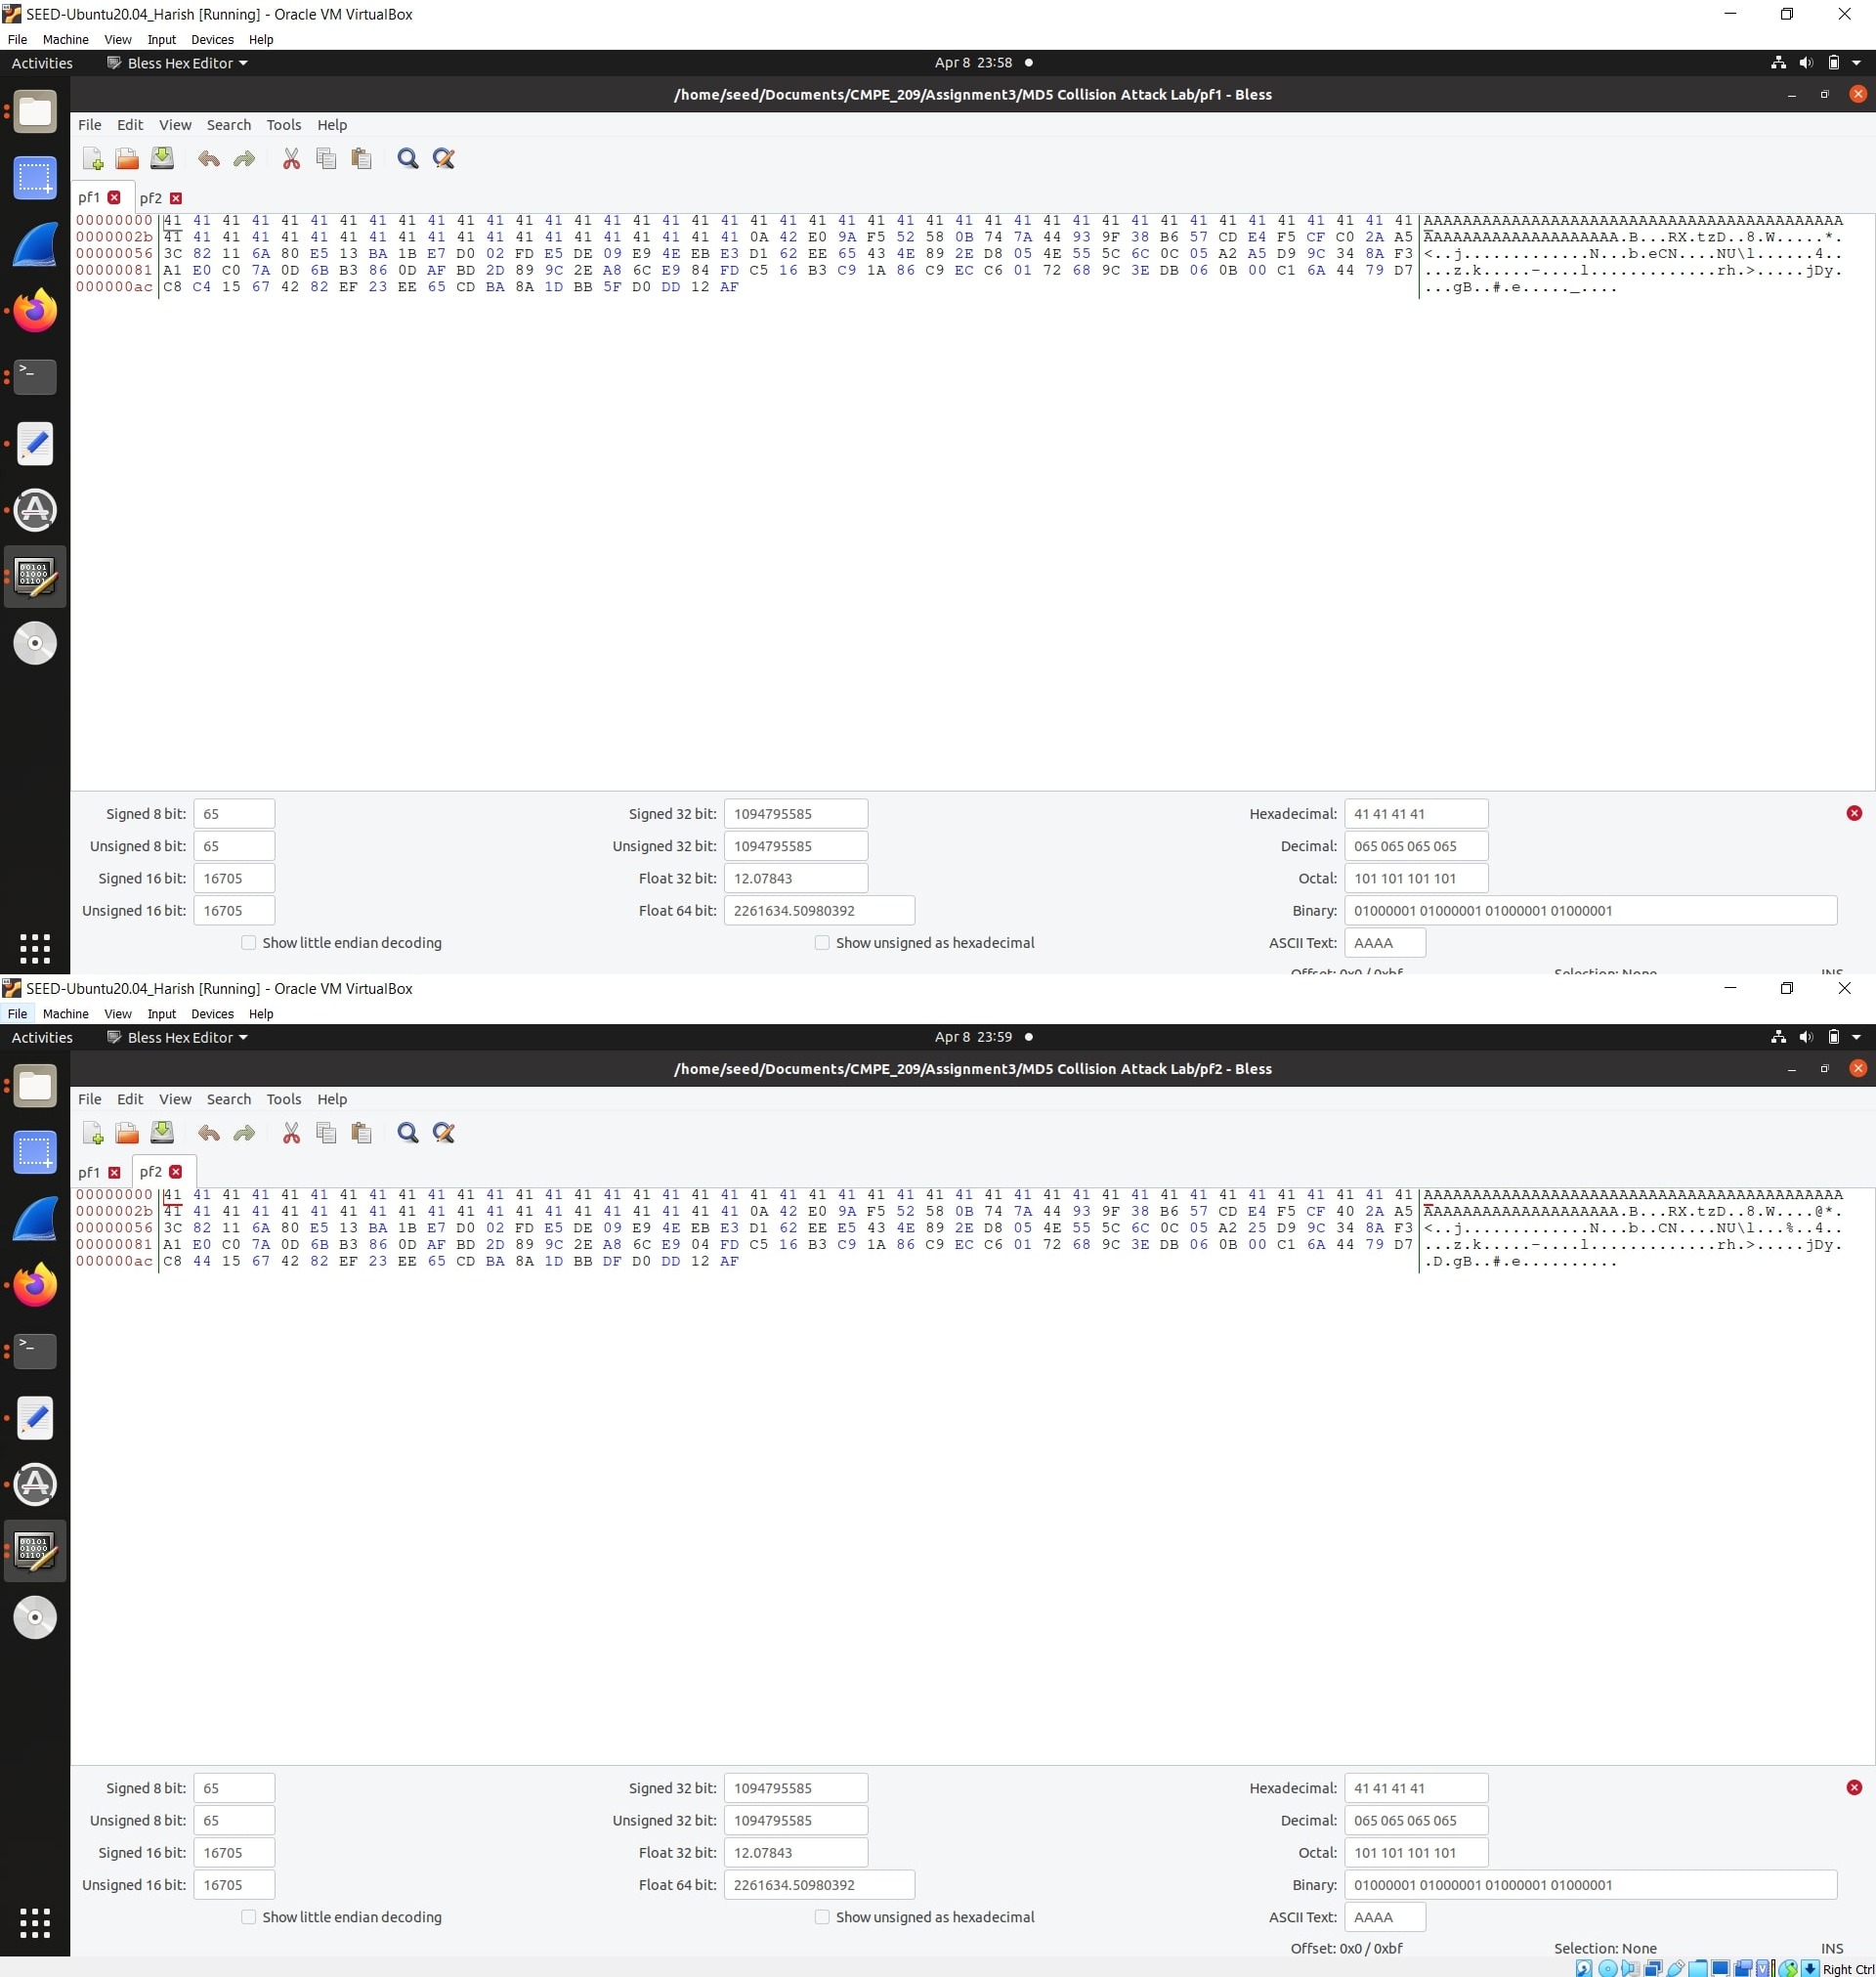 SEED-Ubuntu20.04_Harish [Running] - Oracle VM VirtualBox
File Machine View Input Devices Help
Activities Bless Hex Editor Apr 8 23:58
/home/seed/Documents/CMPE_209/Assignment3/MD5 Collision Attack Lab/pf1 - Bless
File Edit View Search Tools Help
pf1 pf2
00000000 41 41 41 41 41 41 41 41 41 41 41 41 41 41 41 41 41 41 41 41 41 41 41 41 41 41 41 41 41 41 41 41 41 41 41 41 41 41 41 41 41 41 41 AAAAAAAAAAAAAAAAAAAAAAAAAAAAAAAAAAAAAAAAAAA
0000002b 41 41 41 41 41 41 41 41 41 41 41 41 41 41 41 41 41 41 41 41 0A 42 E0 9A F5 52 58 0B 74 7A 44 93 9F 38 B6 57 CD E4 F5 CF C0 2A A5 AAAAAAAAAAAAAAAAAAAA.B...RX.tzD..8.W.....*.
00000056 3C 82 11 6A 80 E5 13 BA 1B E7 D0 02 FD E5 DE 09 E9 4E EB E3 D1 62 EE 65 43 4E 89 2E D8 05 4E 55 5C 6C 0C 05 A2 A5 D9 9C 34 8A F3 <..j.............N...b.eCN....NU\l......4..
00000081 A1 E0 C0 7A 0D 6B B3 86 0D AF BD 2D 89 9C 2E A8 6C E9 84 FD C5 16 B3 C9 1A 86 C9 EC C6 01 72 68 9C 3E DB 06 0B 00 C1 6A 44 79 D7 ...z.k.....-....l.............rh.>.....jDy.
000000ac C8 C4 15 67 42 82 EF 23 EE 65 CD BA 8A 1D BB 5F D0 DD 12 AF ...gB..#.e....._....
Signed 8 bit: 65 Signed 32 bit: 1094795585 Hexadecimal: 41 41 41 41
Unsigned 8 bit: 65 Unsigned 32 bit: 1094795585 Decimal: 065 065 065 065
Signed 16 bit: 16705 Float 32 bit: 12.07843 Octal: 101 101 101 101
Unsigned 16 bit: 16705 Float 64 bit: 2261634.50980392 Binary: 01000001 01000001 01000001 01000001
Show little endian decoding Show unsigned as hexadecimal ASCII Text: AAAA
Offset: 0x0 / 0xbf Selection: None INS
SEED-Ubuntu20.04_Harish [Running] - Oracle VM VirtualBox
File Machine View Input Devices Help
Activities Bless Hex Editor Apr 8 23:59
/home/seed/Documents/CMPE_209/Assignment3/MD5 Collision Attack Lab/pf2 - Bless
File Edit View Search Tools Help
pf1 pf2
00000000 41 41 41 41 41 41 41 41 41 41 41 41 41 41 41 41 41 41 41 41 41 41 41 41 41 41 41 41 41 41 41 41 41 41 41 41 41 41 41 41 41 41 41 AAAAAAAAAAAAAAAAAAAAAAAAAAAAAAAAAAAAAAAAAAA
0000002b 41 41 41 41 41 41 41 41 41 41 41 41 41 41 41 41 41 41 41 41 0A 42 E0 9A F5 52 58 0B 74 7A 44 93 9F 38 B6 57 CD E4 F5 CF 40 2A A5 AAAAAAAAAAAAAAAAAAAA.B...RX.tzD..8.W....@*.
00000056 3C 82 11 6A 80 E5 13 BA 1B E7 D0 02 FD E5 DE 09 E9 4E EB E3 D1 62 EE E5 43 4E 89 2E D8 05 4E 55 5C 6C 0C 05 A2 25 D9 9C 34 8A F3 <..j.............N...b..CN....NU\l...%..4..
00000081 A1 E0 C0 7A 0D 6B B3 86 0D AF BD 2D 89 9C 2E A8 6C E9 04 FD C5 16 B3 C9 1A 86 C9 EC C6 01 72 68 9C 3E DB 06 0B 00 C1 6A 44 79 D7 ...z.k.....-....l.............rh.>.....jDy.
000000ac C8 44 15 67 42 82 EF 23 EE 65 CD BA 8A 1D BB DF D0 DD 12 AF .D.gB..#.e..........
Signed 8 bit: 65 Signed 32 bit: 1094795585 Hexadecimal: 41 41 41 41
Unsigned 8 bit: 65 Unsigned 32 bit: 1094795585 Decimal: 065 065 065 065
Signed 16 bit: 16705 Float 32 bit: 12.07843 Octal: 101 101 101 101
Unsigned 16 bit: 16705 Float 64 bit: 2261634.50980392 Binary: 01000001 01000001 01000001 01000001
Show little endian decoding Show unsigned as hexadecimal ASCII Text: AAAA
Offset: 0x0 / 0xbf Selection: None INS
Right Ctrl